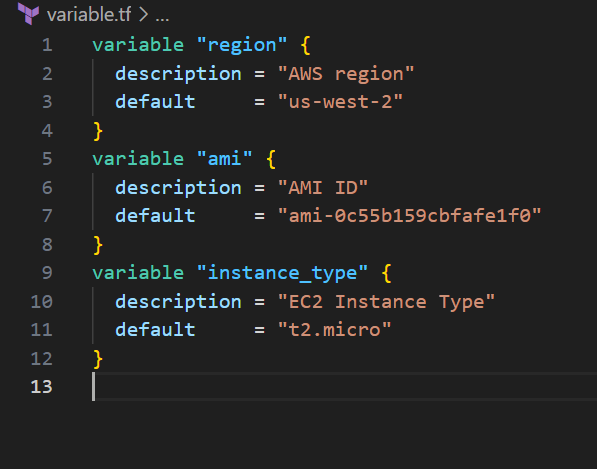 variable.tf > ...
1 variable "region" {
2   description = "AWS region"
3   default     = "us-west-2"
4 }
5 variable "ami" {
6   description = "AMI ID"
7   default     = "ami-0c55b159cbfafe1f0"
8 }
9 variable "instance_type" {
10   description = "EC2 Instance Type"
11   default     = "t2.micro"
12 }
13